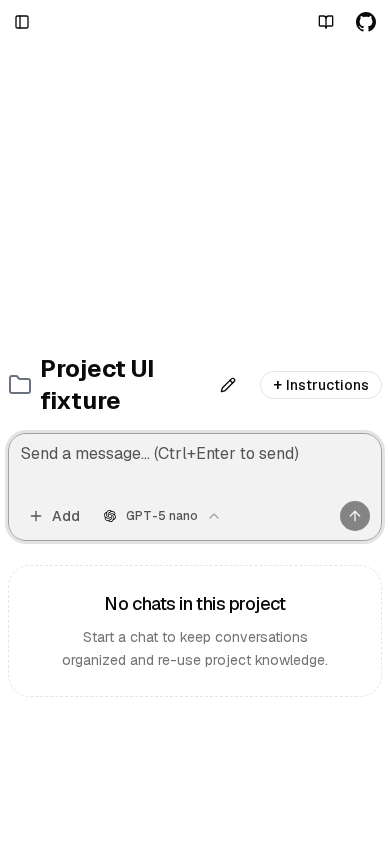 Project UI
fixture
+ Instructions
Send a message... (Ctrl+Enter to send)
Add
GPT-5 nano
No chats in this project
Start a chat to keep conversations
organized and re-use project knowledge.